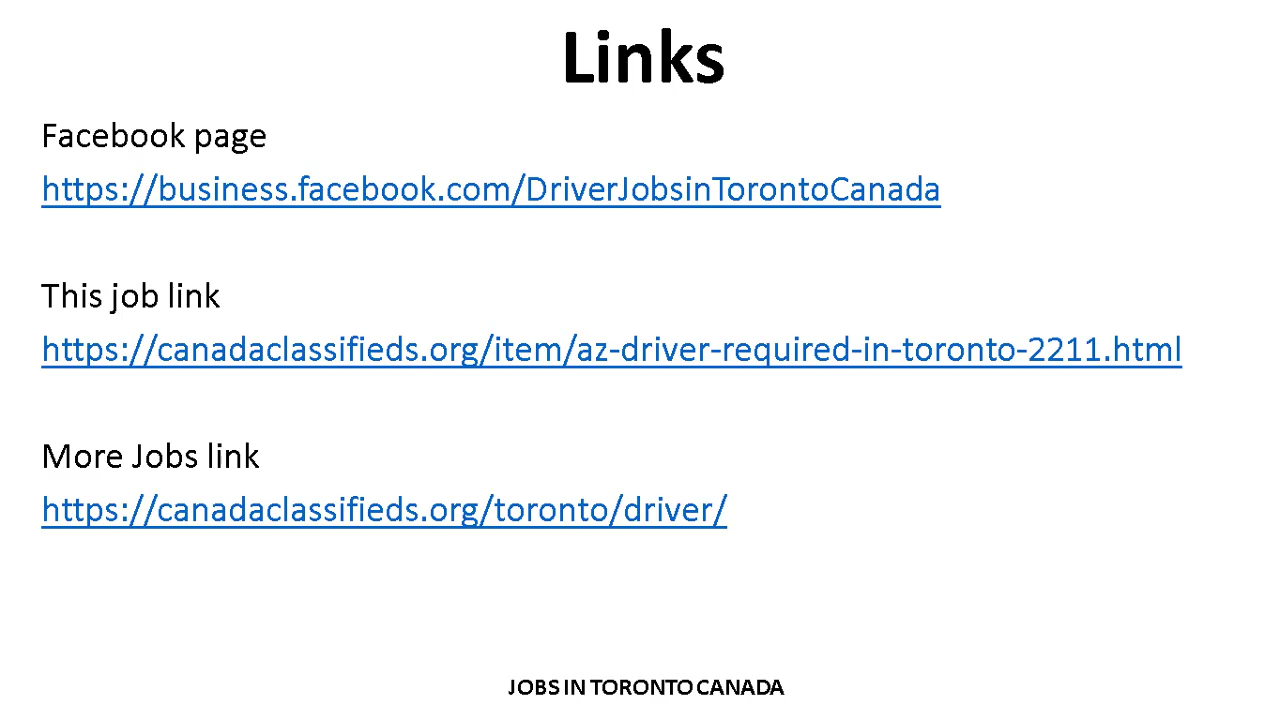 Links
Facebook page
https://business.facebook.com/DriverJobsinTorontoCanada
This job link
https://canadaclassifieds.org/item/az-driver-required-in-toronto-2211.html
More Jobs link
https://canadaclassifieds.org/toronto/driver/
JOBS IN TORONTO CANADA